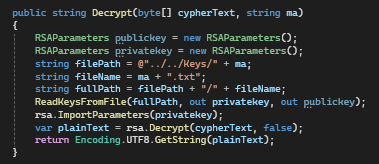 public string Decrypt(byte[] cypherText, string ma)
{
RSAParameters publickey = new RSAParameters();
RSAParameters privatekey = new RSAParameters();
string filePath = @"../../Keys/" + ma;
string fileName = ma + ".txt";
string fullPath = filePath + "/" + fileName;
ReadKeysFromFile(fullPath, out privatekey, out publickey);
rsa.ImportParameters(privatekey);
var plainText = rsa.Decrypt(cypherText, false);
return Encoding.UTF8.GetString(plainText);
}